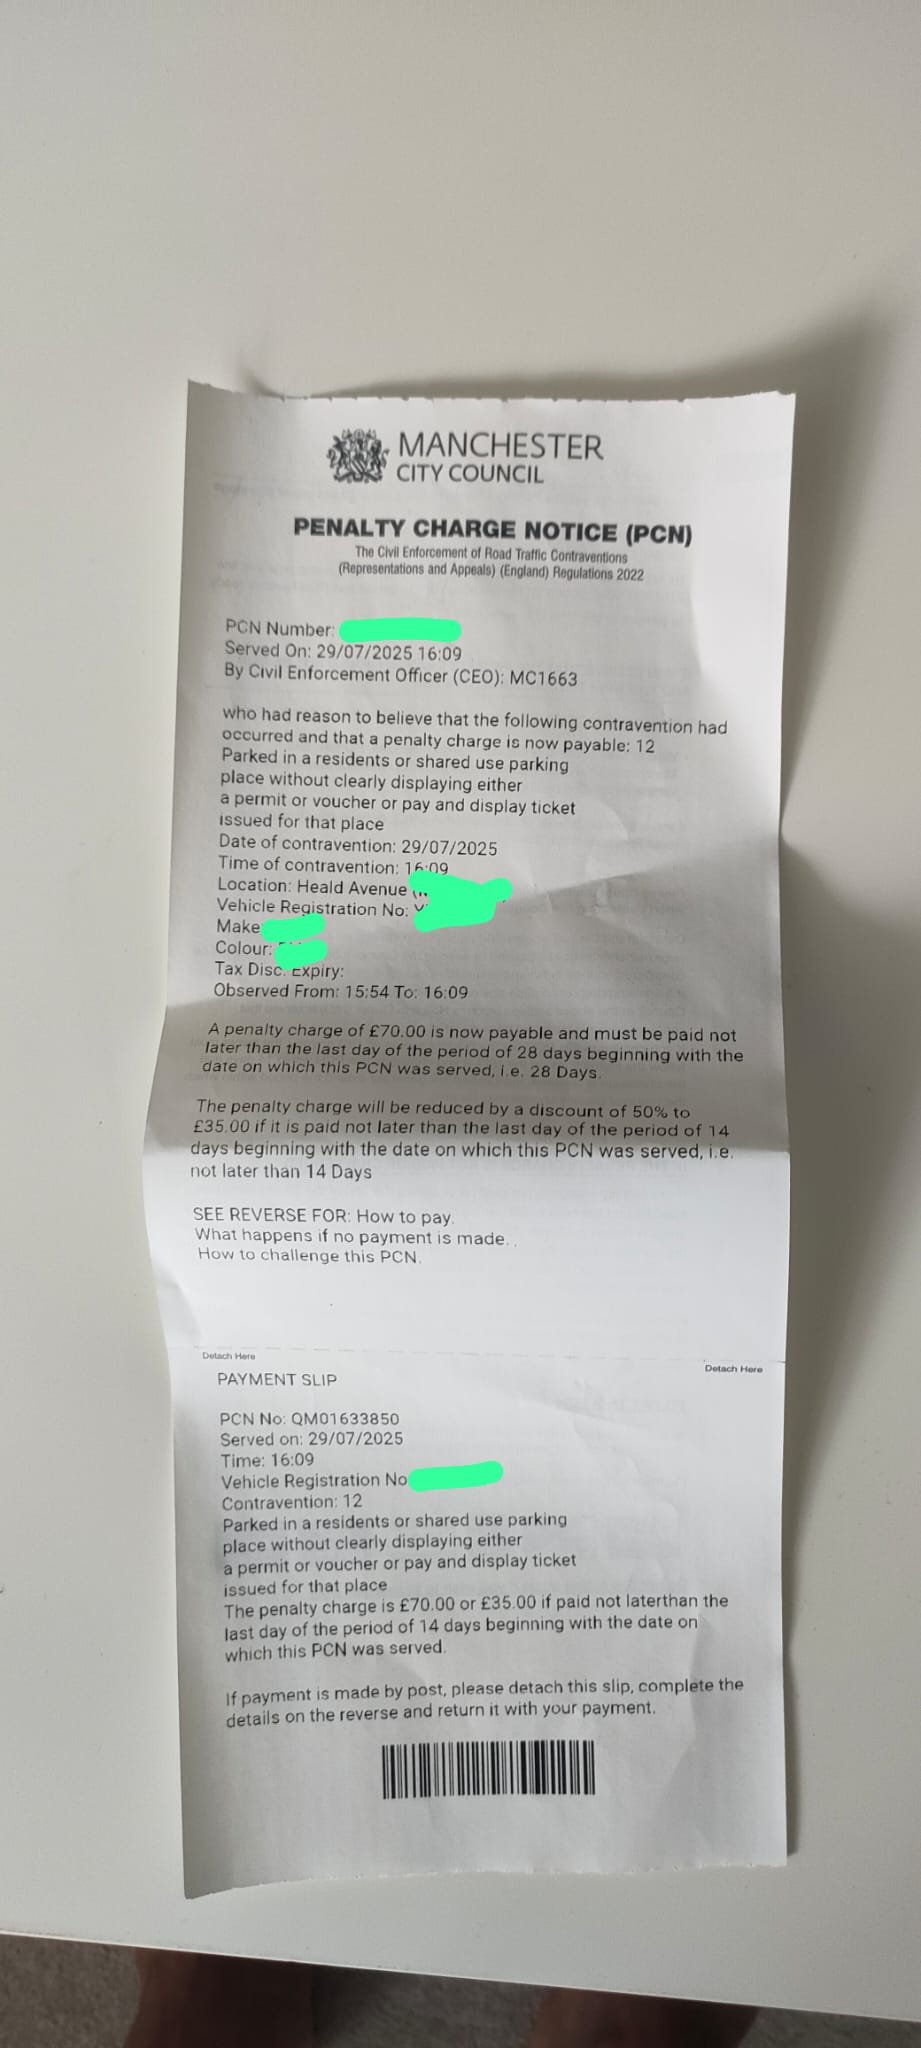 MANCHESTER
CITY COUNCIL
PENALTY CHARGE NOTICE (PCN)
The Civil Enforcement of Road Traffic Contraventions
(Representations and Appeals) (England) Regulations 2022
PCN Number:
Served On: 29/07/2025 16:09
By Civil Enforcement Officer (CEO): MC1663
who had reason to believe that the following contravention had
occurred and that a penalty charge is now payable: 12
Parked in a residents or shared use parking
place without clearly displaying either
a permit or voucher or pay and display ticket
issued for that place
Date of contravention: 29/07/2025
Time of contravention: 16:09
Location: Heald Avenue
Vehicle Registration No:
Make
Colour:
Tax Disc. Expiry:
Observed From: 15:54 To: 16:09
A penalty charge of £70.00 is now payable and must be paid not
later than the last day of the period of 28 days beginning with the
date on which this PCN was served, i.e. 28 Days.
The penalty charge will be reduced by a discount of 50% to
£35.00 if it is paid not later than the last day of the period of 14
days beginning with the date on which this PCN was served, i.e.
not later than 14 Days
SEE REVERSE FOR: How to pay.
What happens if no payment is made.
How to challenge this PCN.
Detach Here
Detach Here
PAYMENT SLIP
PCN No: QM01633850
Served on: 29/07/2025
Time: 16:09
Vehicle Registration No
Contravention: 12
Parked in a residents or shared use parking
place without clearly displaying either
a permit or voucher or pay and display ticket
issued for that place
The penalty charge is £70.00 or £35.00 if paid not laterthan the
last day of the period of 14 days beginning with the date on
which this PCN was served.
If payment is made by post, please detach this slip, complete the
details on the reverse and return it with your payment.